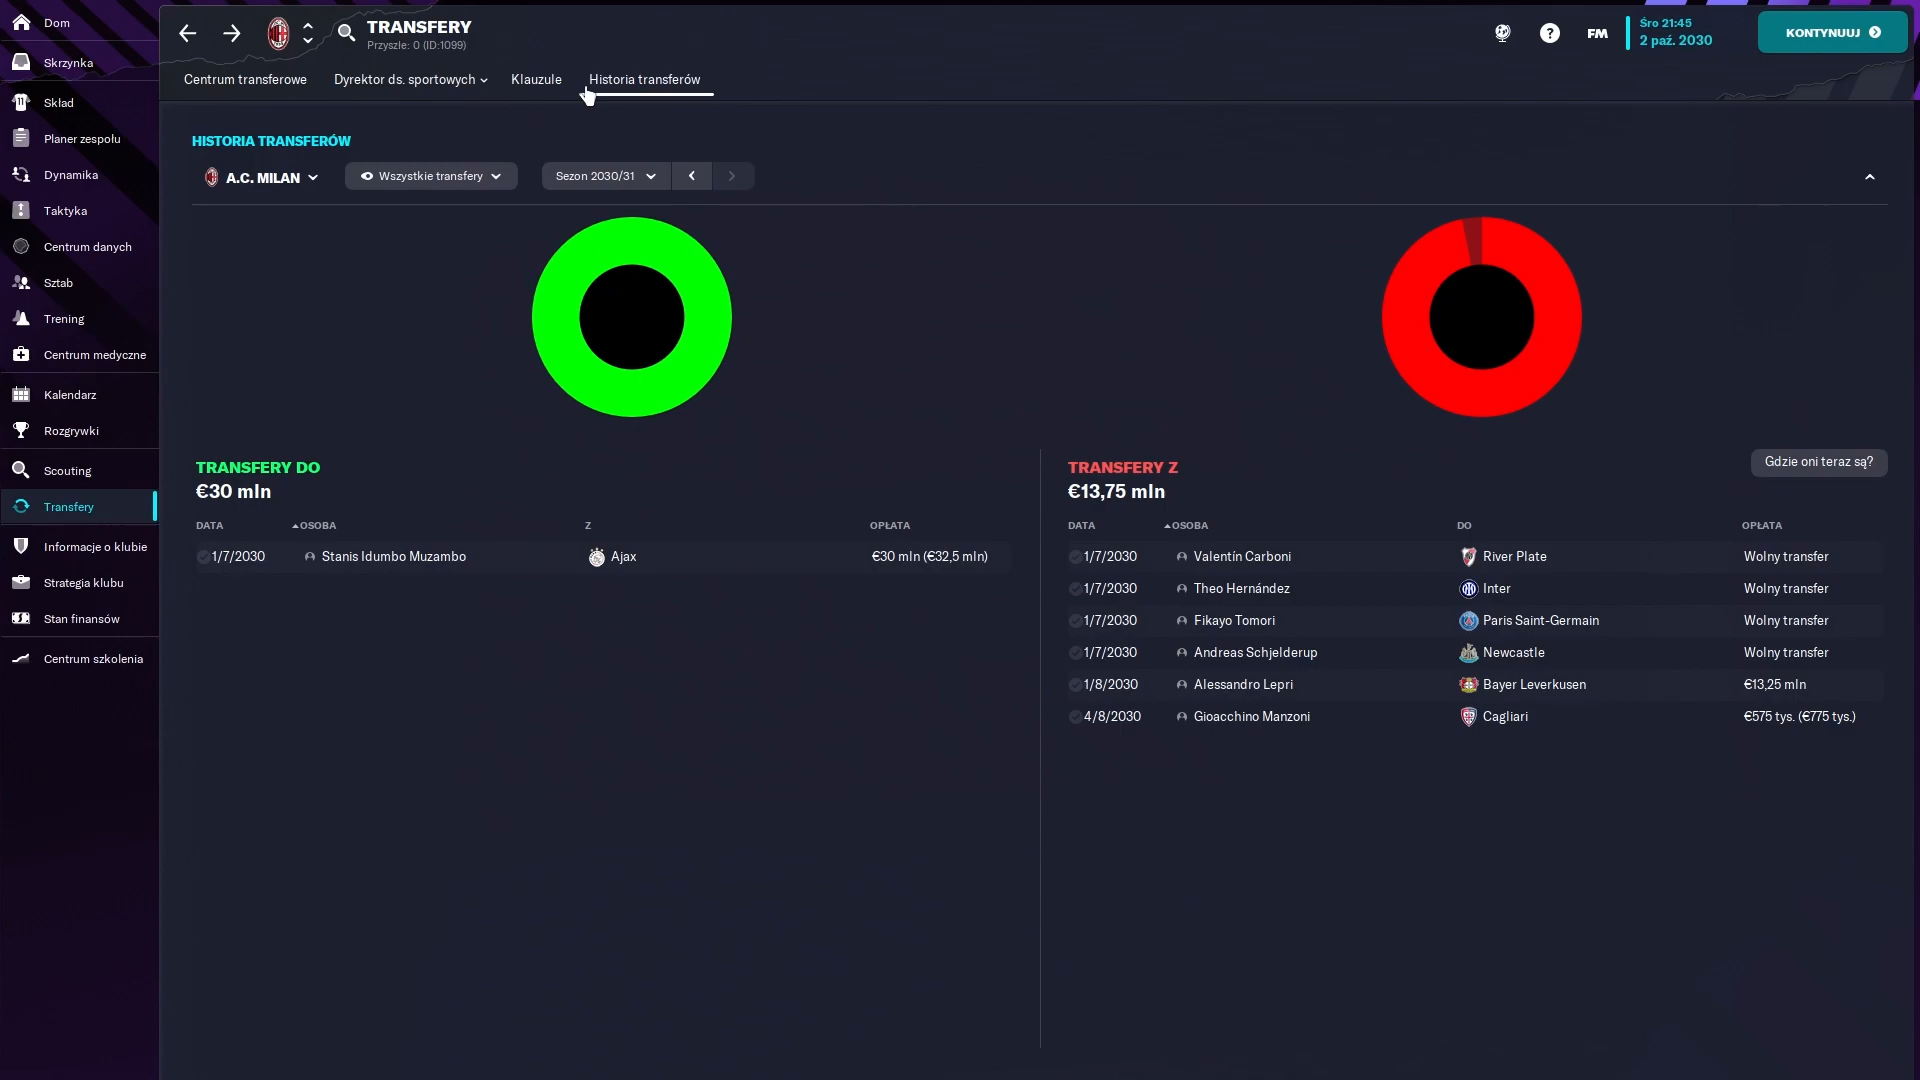 Dom
Skrzynka
Skład
Planer zespołu
Dynamika
Taktyka
Centrum danych
Sztab
Trening
Centrum medyczne
Kalendarz
Rozgrywki
Scouting
Transfery
Informacje o klubie
Strategia klubu
Stan finansów
Centrum szkolenia
TRANSFERY
Przyszłe: 0 (ID:1099)
FM
Śro 21:45
2 paź. 2030
KONTYNUUJ
Centrum transferowe
Dyrektor ds. sportowych
Klauzule
Historia transferów
HISTORIA TRANSFERÓW
A.C. MILAN
Wszystkie transfery
Sezon 2030/31
TRANSFERY DO
€30 mln
DATA OSOBA Z OPŁATA
1/7/2030 Stanis Idumbo Muzambo Ajax €30 mln (€32,5 mln)
TRANSFERY Z
Gdzie oni teraz są?
€13,75 mln
DATA OSOBA DO OPŁATA
1/7/2030 Valentín Carboni River Plate Wolny transfer
1/7/2030 Theo Hernández Inter Wolny transfer
1/7/2030 Fikayo Tomori Paris Saint-Germain Wolny transfer
1/7/2030 Andreas Schjelderup Newcastle Wolny transfer
1/8/2030 Alessandro Lepri Bayer Leverkusen €13,25 mln
4/8/2030 Gioacchino Manzoni Cagliari €575 tys. (€775 tys.)